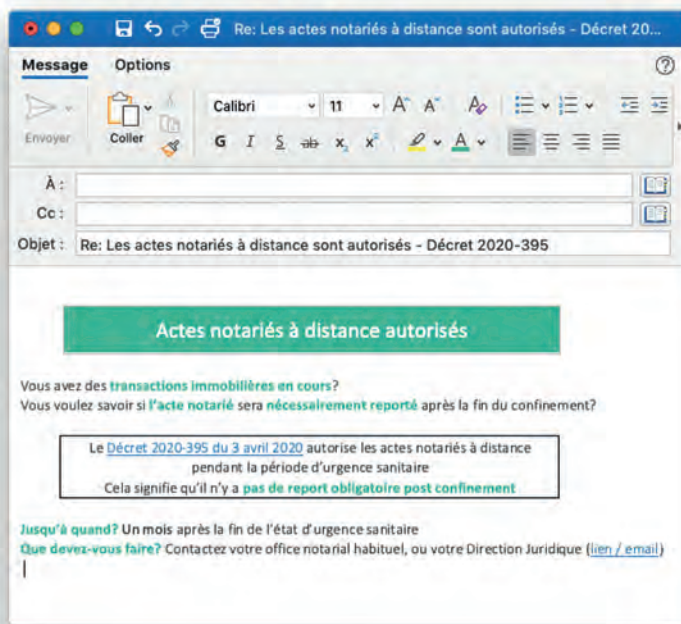 Re: Les actes notariés à distance sont autorisés - Décret 20...
Message Options
Envoyer
Coller
Calibri 11
G I S ab x₂ x²
À :
Cc :
Objet : Re: Les actes notariés à distance sont autorisés - Décret 2020-395
Actes notariés à distance autorisés
Vous avez des transactions immobilières en cours?
Vous voulez savoir si l'acte notarié sera nécessairement reporté après la fin du confinement?
Le Décret 2020-395 du 3 avril 2020 autorise les actes notariés à distance
pendant la période d'urgence sanitaire
Cela signifie qu'il n'y a pas de report obligatoire post confinement
Jusqu'à quand? Un mois après la fin de l'état d'urgence sanitaire
Que devez-vous faire? Contactez votre office notarial habituel, ou votre Direction Juridique (lien / email)